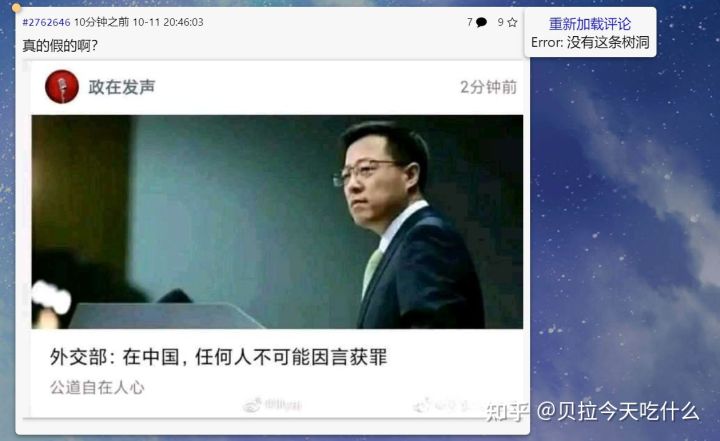 #2762646 10分钟之前 10-11 20:46:03
7
9
重新加载评论
Error: 没有这条树洞
真的假的啊？
政在发声
2分钟前
外交部：在中国，任何人不可能因言获罪
公道自在人心
知乎 @贝拉今天吃什么